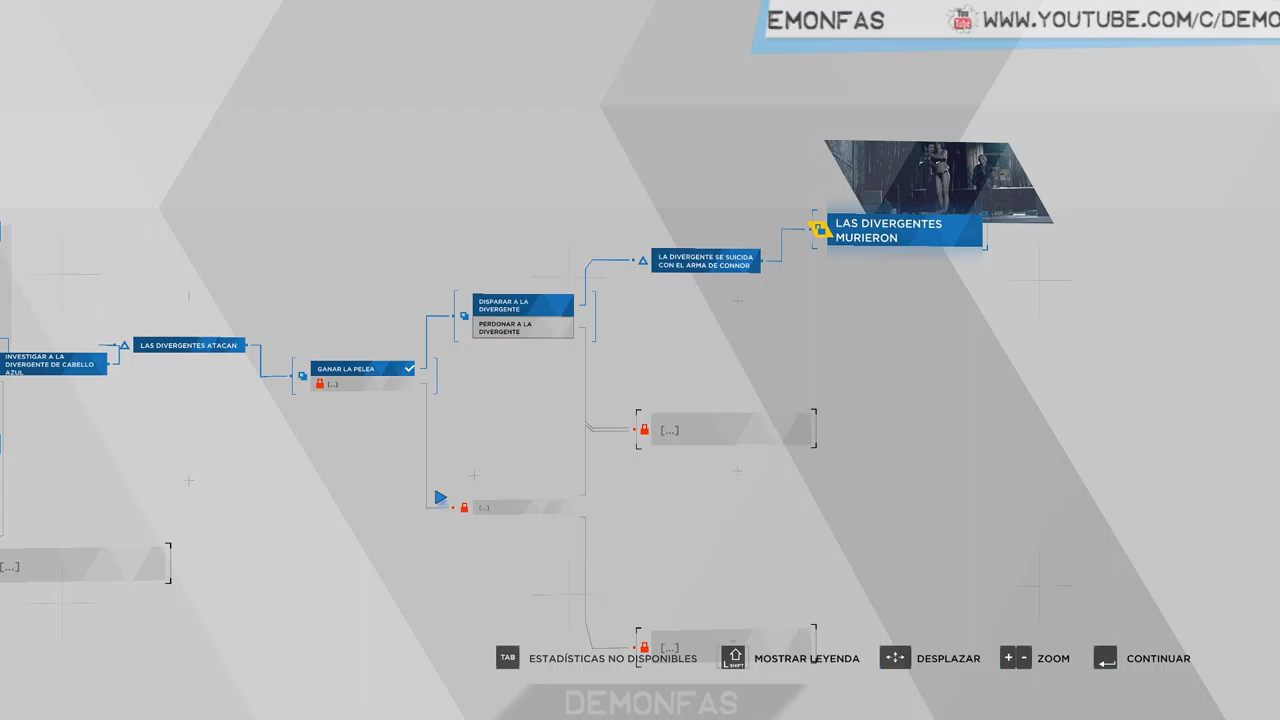 EMONFAS
You
Tube
WWW.YOUTUBE.COM/C/DEMO
LAS DIVERGENTES
MURIERON
LA DIVERGENTE SE SUICIDA
CON EL ARMA DE CONNOR
DISPARAR A LA
DIVERGENTE
PERDONAR A LA
DIVERGENTE
LAS DIVERGENTES ATACAN
INVESTIGAR A LA
DIVERGENTE DE CABELLO
AZUL
GANAR LA PELEA
[...]
[...]
[...]
[...]
[...]
TAB
ESTADÍSTICAS NO DISPONIBLES
L SHIFT
MOSTRAR LEYENDA
DESPLAZAR
+ -
ZOOM
CONTINUAR
DEMONFAS